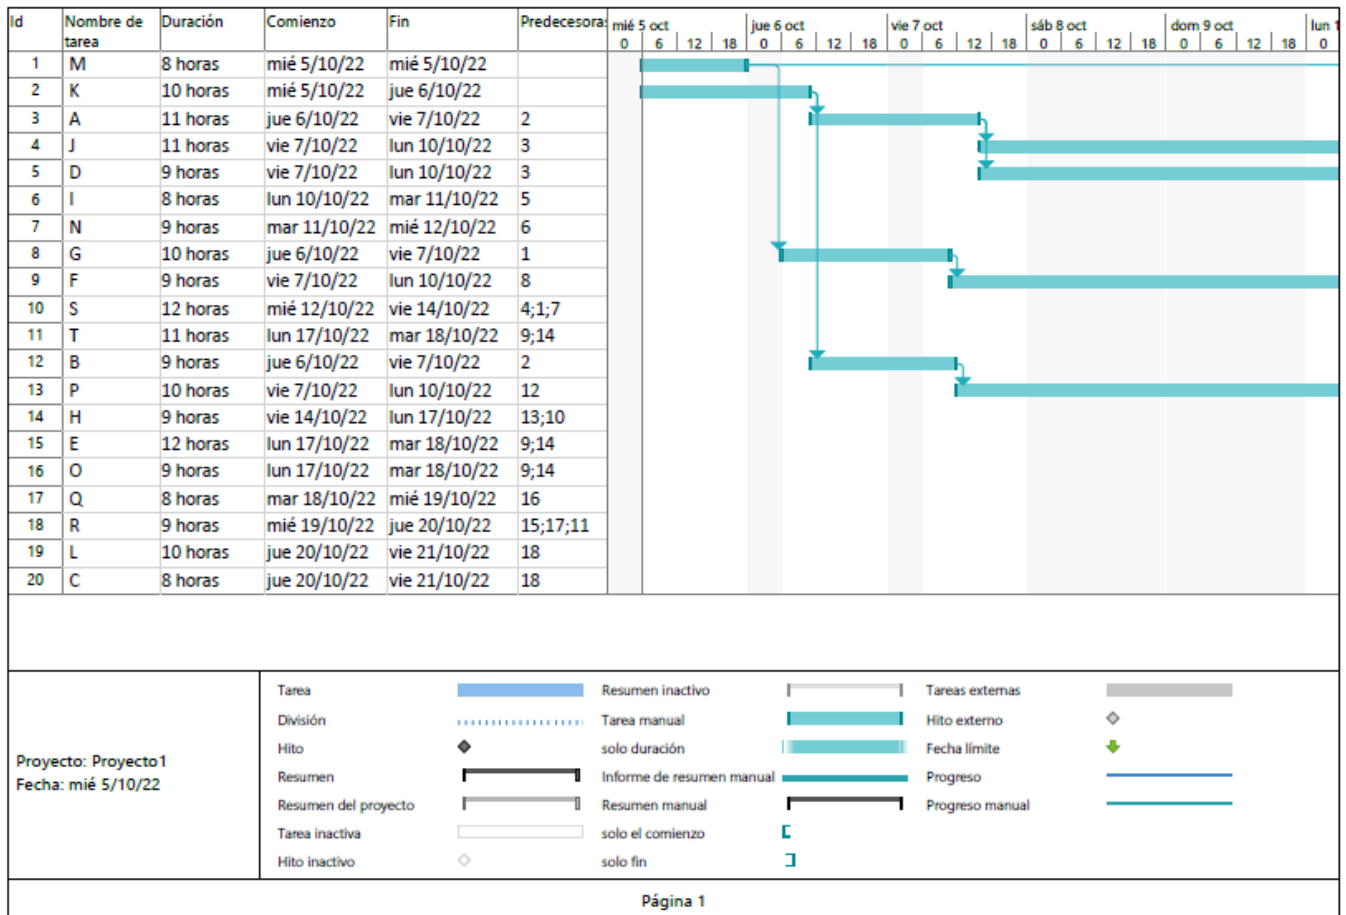 Id Nombre de tarea Duración Comienzo Fin Predecesoras mié 5 oct jue 6 oct vie 7 oct sáb 8 oct dom 9 oct lun 1
0 6 12 18 0 6 12 18 0 6 12 18 0 6 12 18 0 6 12 18 0
1 M 8 horas mié 5/10/22 mié 5/10/22
2 K 10 horas mié 5/10/22 jue 6/10/22
3 A 11 horas jue 6/10/22 vie 7/10/22 2
4 J 11 horas vie 7/10/22 lun 10/10/22 3
5 D 9 horas vie 7/10/22 lun 10/10/22 3
6 I 8 horas lun 10/10/22 mar 11/10/22 5
7 N 9 horas mar 11/10/22 mié 12/10/22 6
8 G 10 horas jue 6/10/22 vie 7/10/22 1
9 F 9 horas vie 7/10/22 lun 10/10/22 8
10 S 12 horas mié 12/10/22 vie 14/10/22 4;1;7
11 T 11 horas lun 17/10/22 mar 18/10/22 9;14
12 B 9 horas jue 6/10/22 vie 7/10/22 2
13 P 10 horas vie 7/10/22 lun 10/10/22 12
14 H 9 horas vie 14/10/22 lun 17/10/22 13;10
15 E 12 horas lun 17/10/22 mar 18/10/22 9;14
16 O 9 horas lun 17/10/22 mar 18/10/22 9;14
17 Q 8 horas mar 18/10/22 mié 19/10/22 16
18 R 9 horas mié 19/10/22 jue 20/10/22 15;17;11
19 L 10 horas jue 20/10/22 vie 21/10/22 18
20 C 8 horas jue 20/10/22 vie 21/10/22 18
Proyecto: Proyecto1
Fecha: mié 5/10/22
Tarea Resumen inactivo Tareas externas
División Tarea manual Hito externo
Hito solo duración Fecha límite
Resumen Informe de resumen manual Progreso
Resumen del proyecto Resumen manual Progreso manual
Tarea inactiva solo el comienzo
Hito inactivo solo fin
Página 1